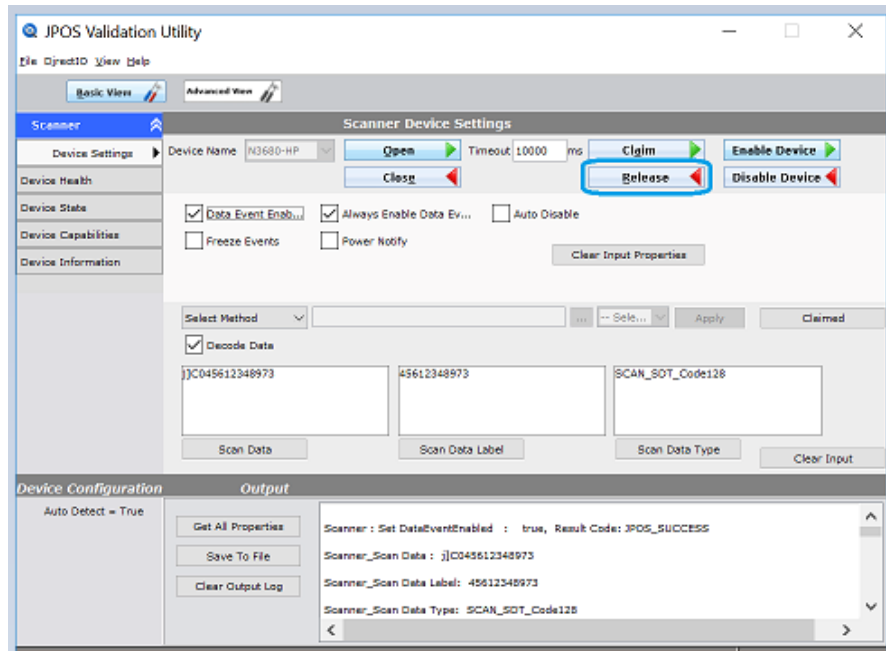 JPOS Validation Utility
File DirectIO View Help
Basic View Advanced View
Scanner Scanner Device Settings
Device Settings Device Name N3680-HP Open Timeout 10000 ms Claim Enable Device
Device Health Close Release Disable Device
Device State Data Event Enab... Always Enable Data Ev... Auto Disable
Device Capabilities Freeze Events Power Notify
Device Information Clear Input Properties
Select Method ... -- Sele... Apply Claimed
Decode Data
j]C045612348973 45612348973 SCAN_SDT_Code128
Scan Data Scan Data Label Scan Data Type Clear Input
Device Configuration Output
Auto Detect = True
Get All Properties Scanner : Set DataEventEnabled : true, Result Code: JPOS_SUCCESS
Save To File Scanner_Scan Data : j]C045612348973
Clear Output Log Scanner_Scan Data Label: 45612348973
Scanner_Scan Data Type: SCAN_SDT_Code128